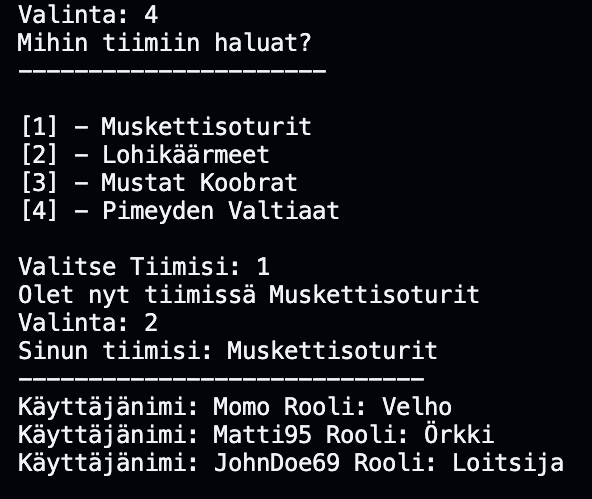 Valinta: 4
Mihin tiimiin haluat?
-----------------------
[1] - Muskettisoturit
[2] - Lohikäärmeet
[3] - Mustat Koobrat
[4] - Pimeyden Valtiaat
Valitse Tiimisi: 1
Olet nyt tiimissä Muskettisoturit
Valinta: 2
Sinun tiimisi: Muskettisoturit
------------------------------
Käyttäjänimi: Momo Rooli: Velho
Käyttäjänimi: Matti95 Rooli: Örkki
Käyttäjänimi: JohnDoe69 Rooli: Loitsija